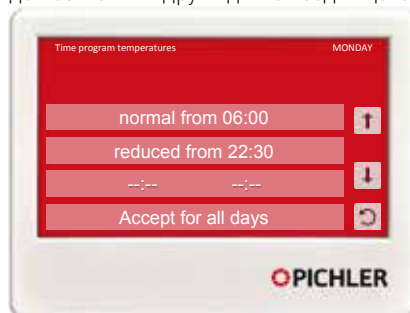 Time program temperatures MONDAY
normal from 06:00
reduced from 22:30
--:-- --:--
Accept for all days
PICHLER